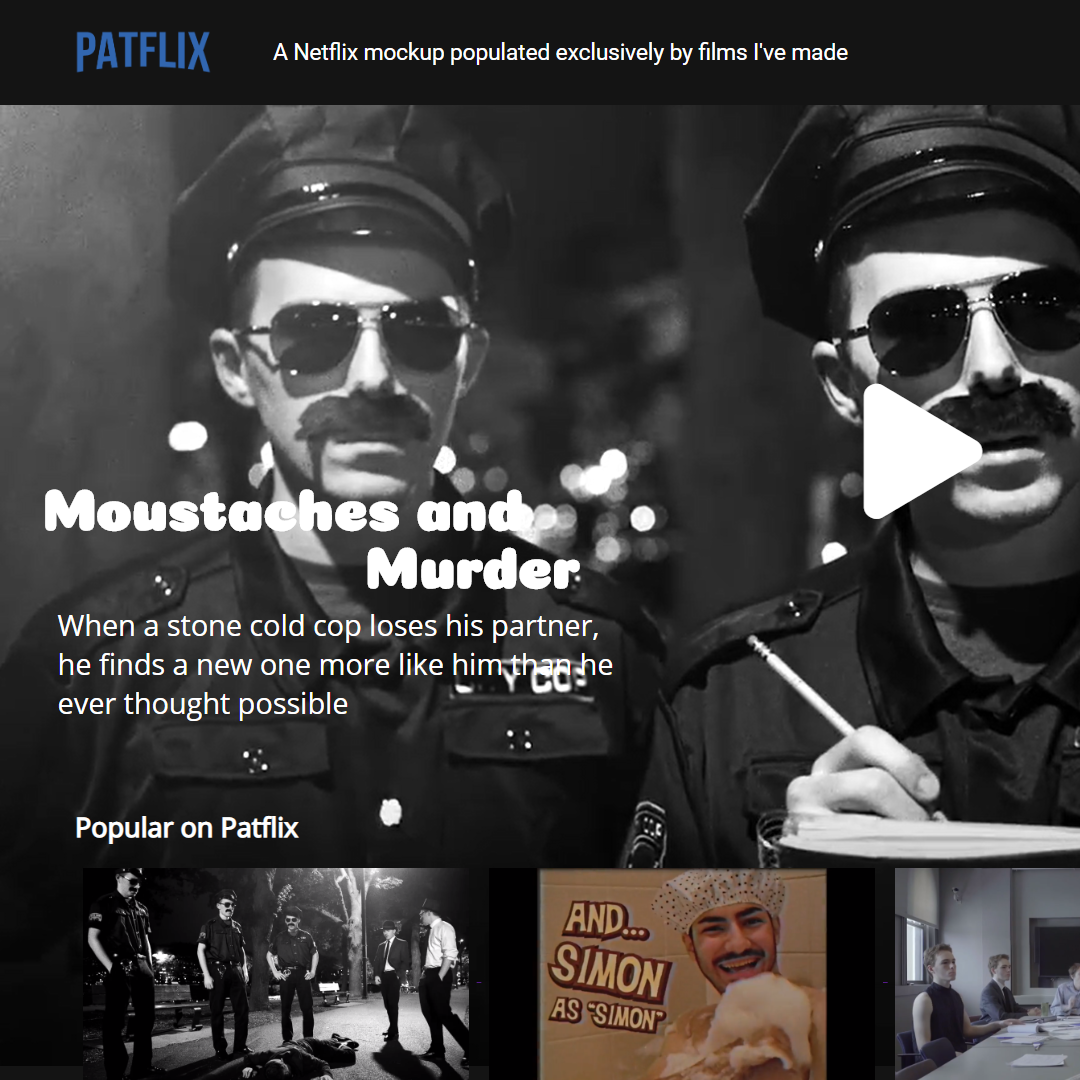 PATFLIX
A Netflix mockup populated exclusively by films I've made
Moustaches and
Murder
When a stone cold cop loses his partner,
he finds a new one more like him than he
ever thought possible
Popular on Patflix
AND...
SIMON
AS "SIMON"